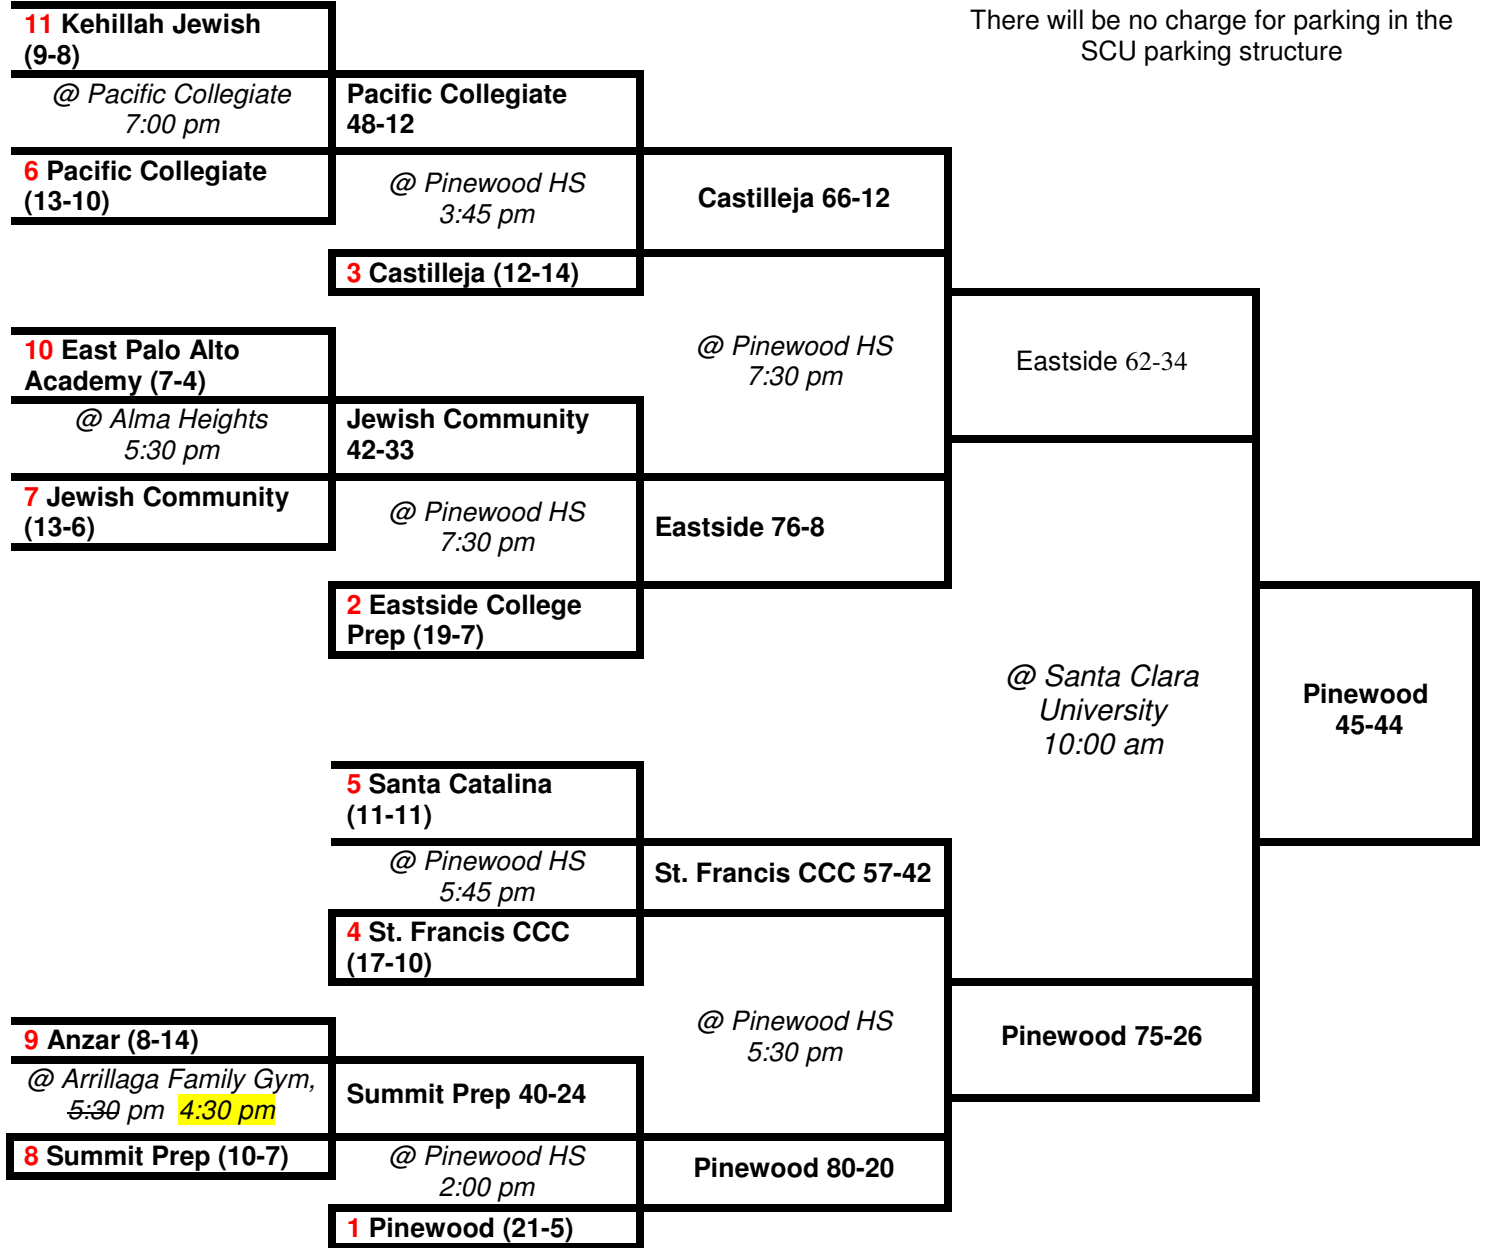 There will be no charge for parking in the
SCU parking structure
11 Kehillah Jewish
(9-8)
@ Pacific Collegiate
7:00 pm
6 Pacific Collegiate
(13-10)
Pacific Collegiate
48-12
@ Pinewood HS
3:45 pm
3 Castilleja (12-14)
Castilleja 66-12
10 East Palo Alto
Academy (7-4)
@ Alma Heights
5:30 pm
7 Jewish Community
(13-6)
Jewish Community
42-33
@ Pinewood HS
7:30 pm
2 Eastside College
Prep (19-7)
@ Pinewood HS
7:30 pm
Eastside 76-8
Eastside 62-34
@ Santa Clara
University
10:00 am
Pinewood
45-44
5 Santa Catalina
(11-11)
@ Pinewood HS
5:45 pm
4 St. Francis CCC
(17-10)
St. Francis CCC 57-42
@ Pinewood HS
5:30 pm
Pinewood 75-26
9 Anzar (8-14)
@ Arrillaga Family Gym,
5:30 pm 4:30 pm
8 Summit Prep (10-7)
Summit Prep 40-24
@ Pinewood HS
2:00 pm
1 Pinewood (21-5)
Pinewood 80-20